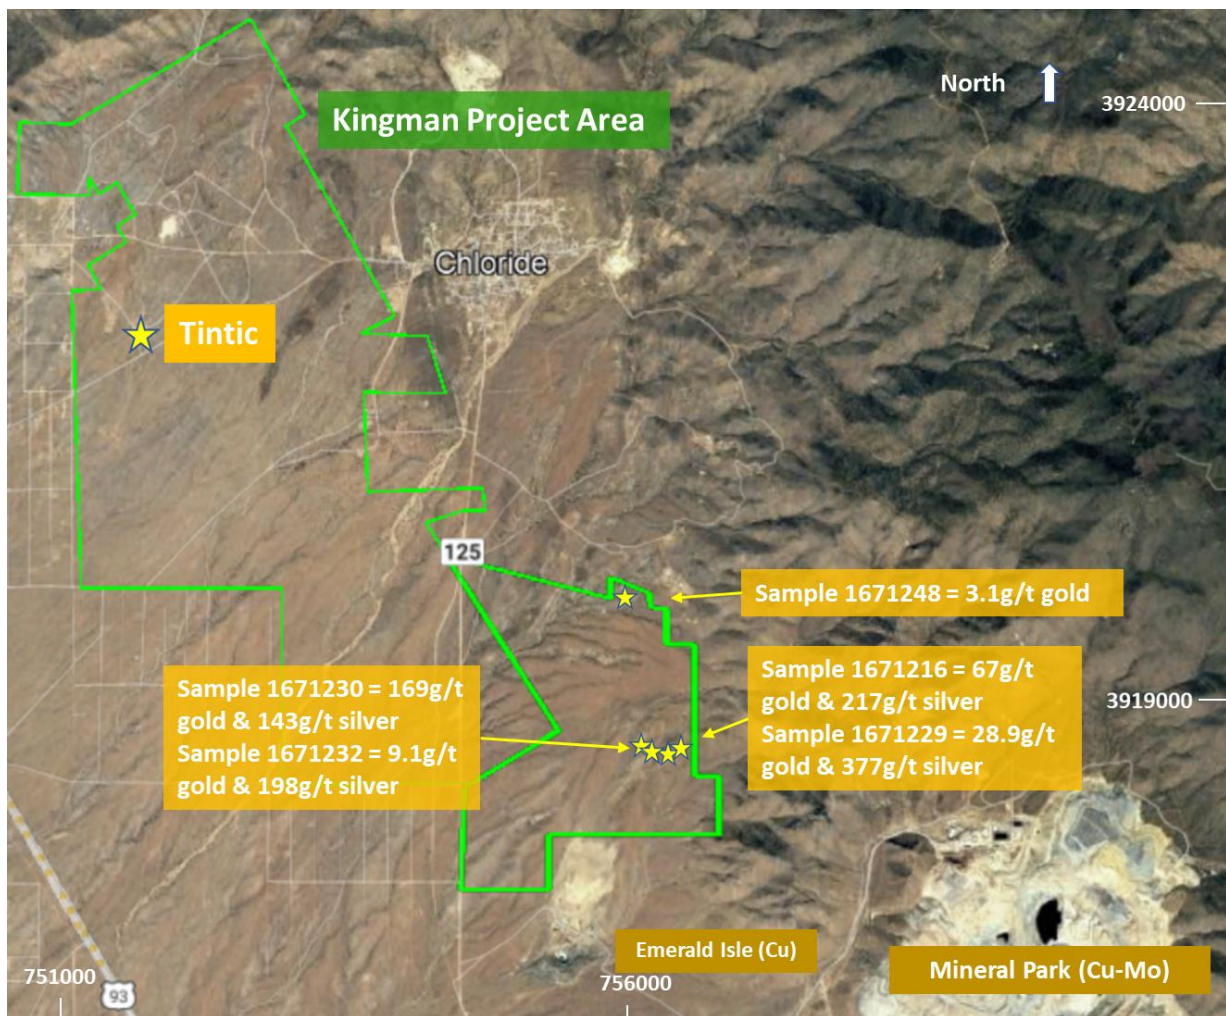 North
3924000
Kingman Project Area
Chloride
Tintic
125
Sample 1671248 = 3.1g/t gold
Sample 1671216 = 67g/t
gold & 217g/t silver
Sample 1671229 = 28.9g/t
gold & 377g/t silver
3919000
Sample 1671230 = 169g/t
gold & 143g/t silver
Sample 1671232 = 9.1g/t
gold & 198g/t silver
Emerald Isle (Cu)
Mineral Park (Cu-Mo)
751000
756000
93